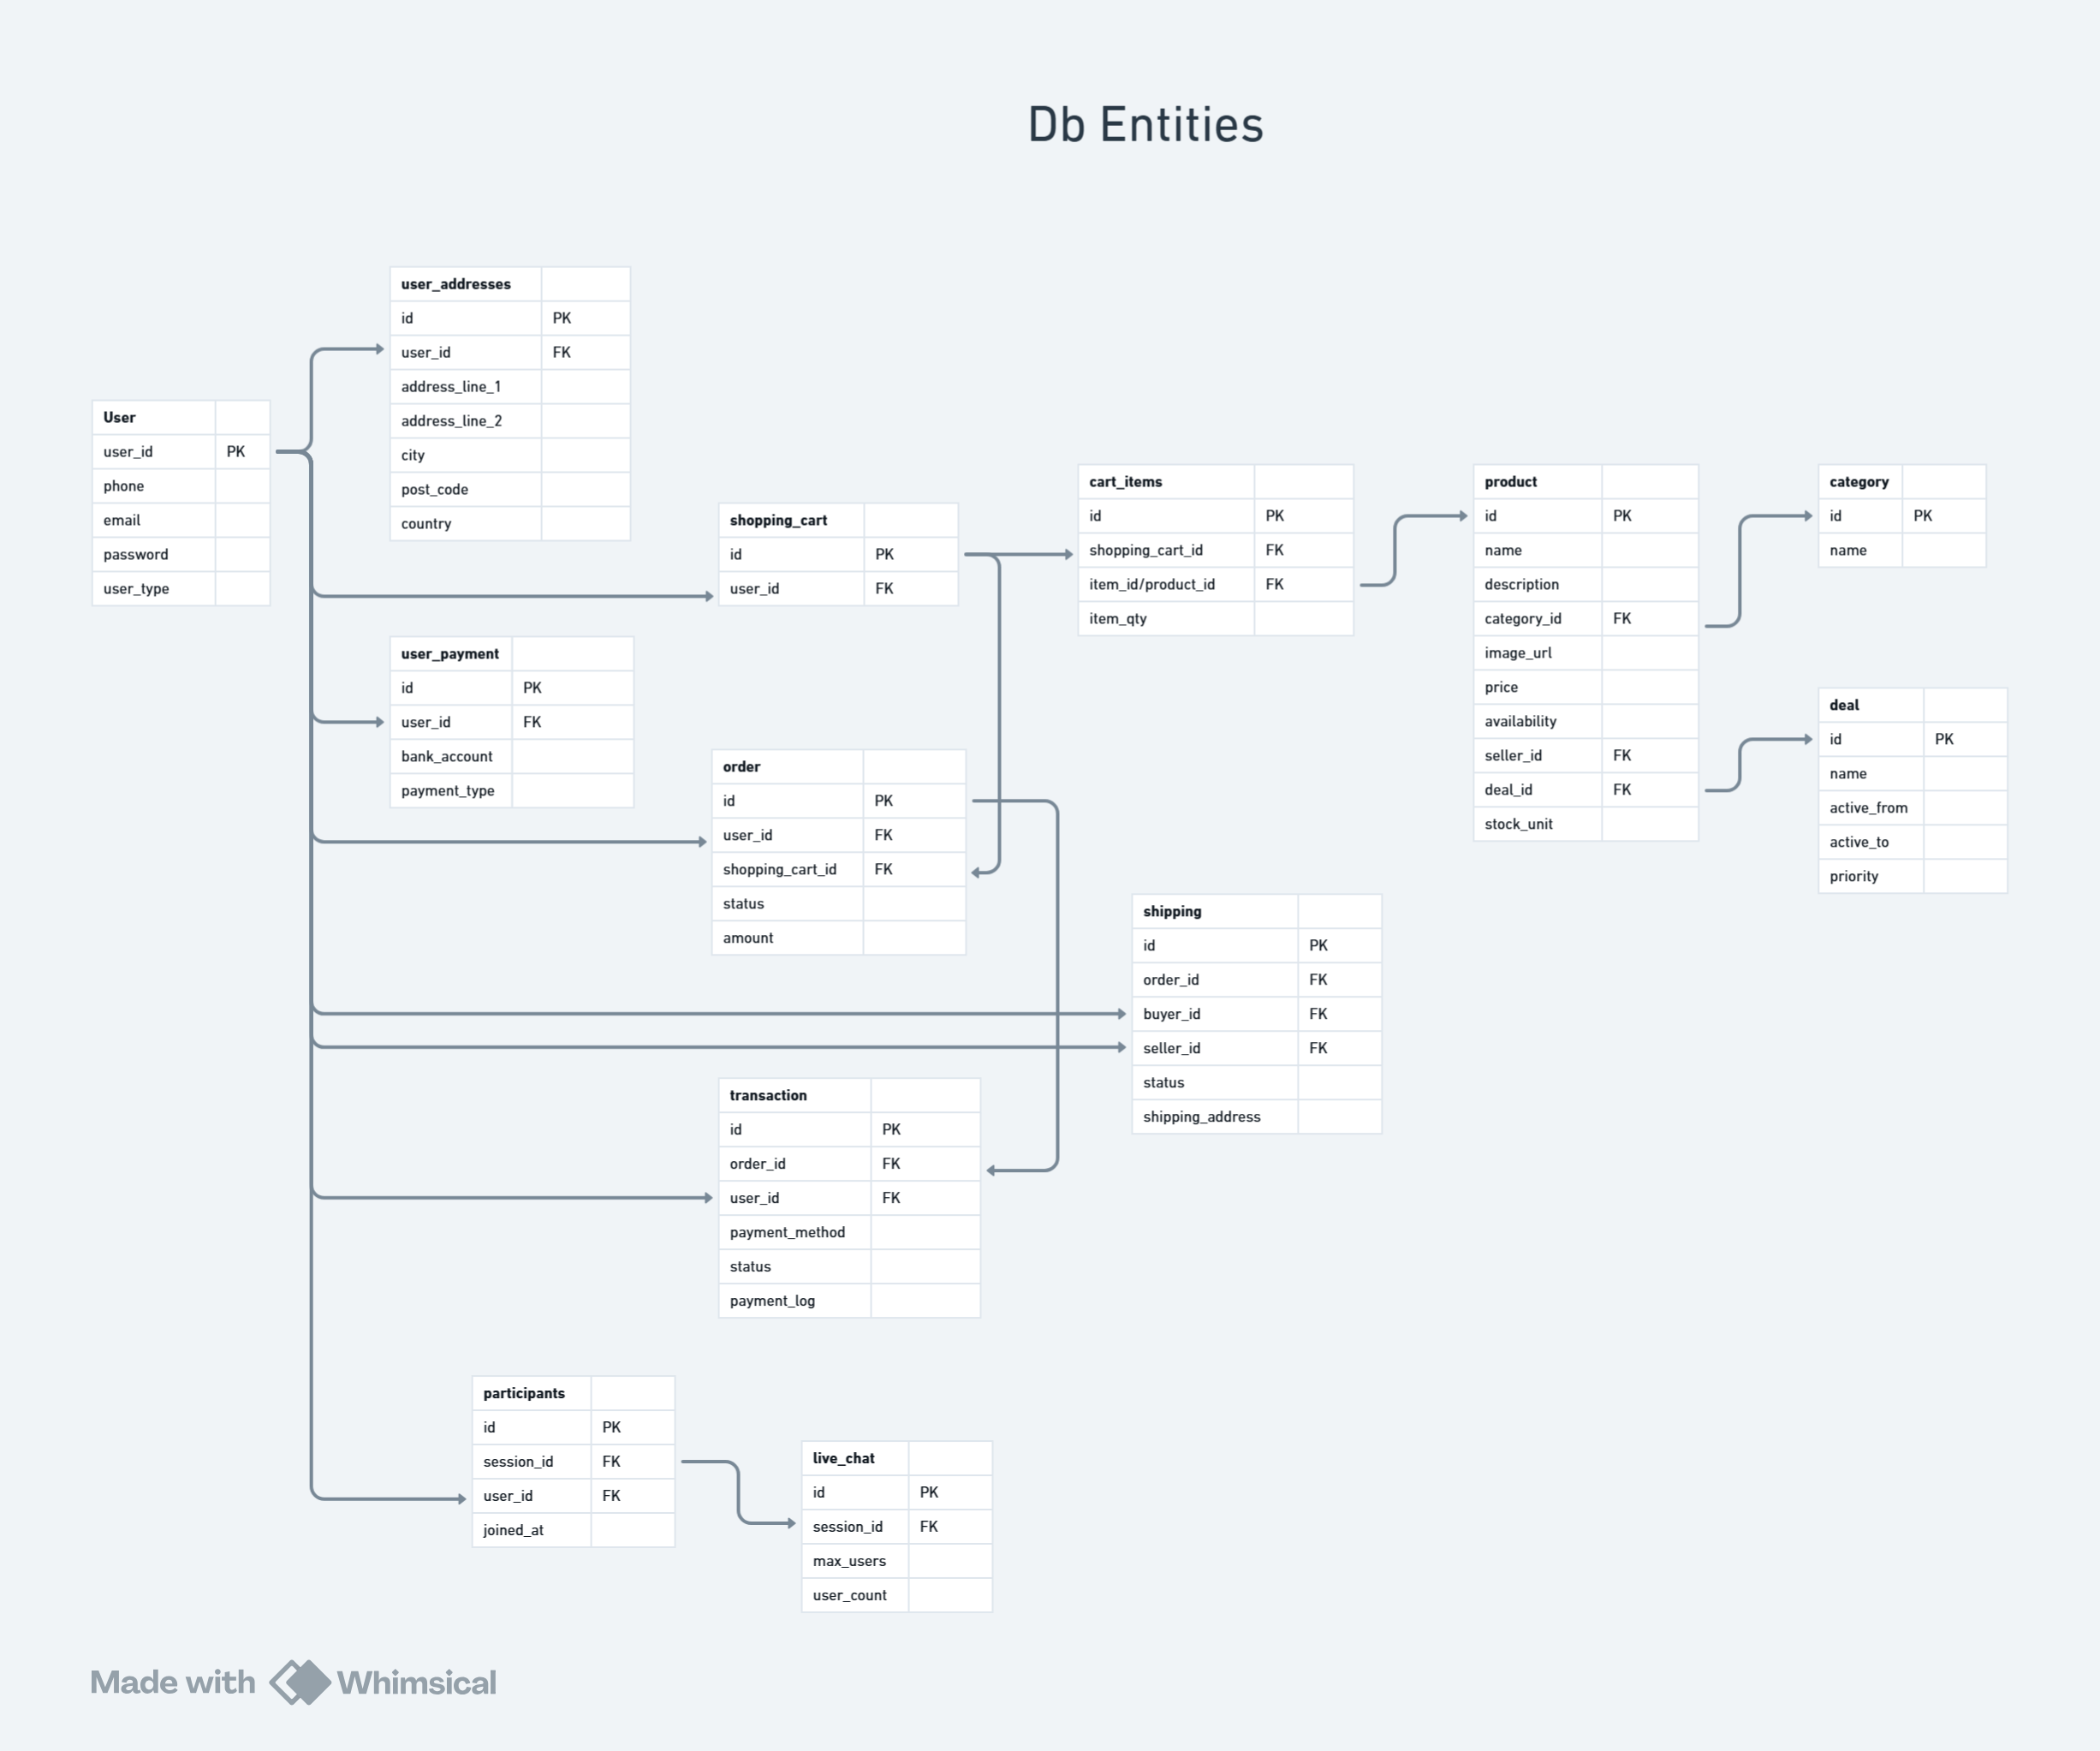 Db Entities
user_addresses
id PK
user_id FK
address_line_1
address_line_2
city
post_code
country
User
user_id PK
phone
email
password
user_type
shopping_cart
id PK
user_id FK
cart_items
id PK
shopping_cart_id FK
item_id/product_id FK
item_qty
product
id PK
name
description
category_id FK
image_url
price
availability
seller_id FK
deal_id FK
stock_unit
category
id PK
name
user_payment
id PK
user_id FK
bank_account
payment_type
deal
id PK
name
active_from
active_to
priority
order
id PK
user_id FK
shopping_cart_id FK
status
amount
shipping
id PK
order_id FK
buyer_id FK
seller_id FK
status
shipping_address
transaction
id PK
order_id FK
user_id FK
payment_method
status
payment_log
participants
id PK
session_id FK
user_id FK
joined_at
live_chat
id PK
session_id FK
max_users
user_count
Made with Whimsical